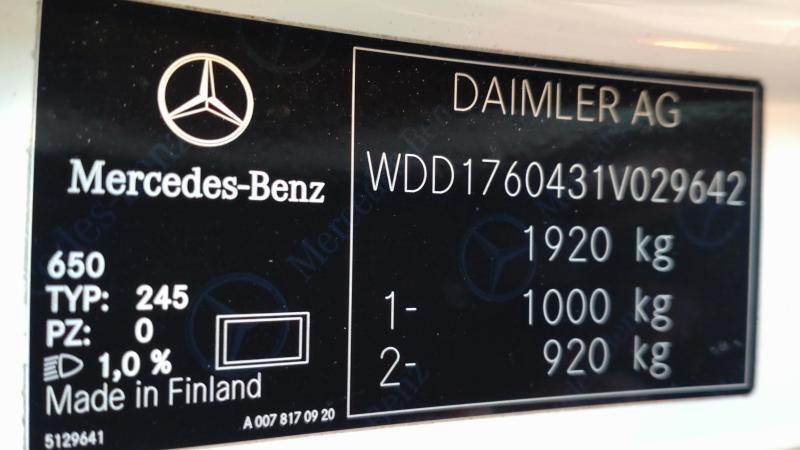 Mercedes-Benz
650
TYP: 245
PZ: 0
1,0 %
Made in Finland
5129641
A 007 817 09 20
DAIMLER AG
WDD1760431V029642
1920 kg
1- 1000 kg
2- 920 kg